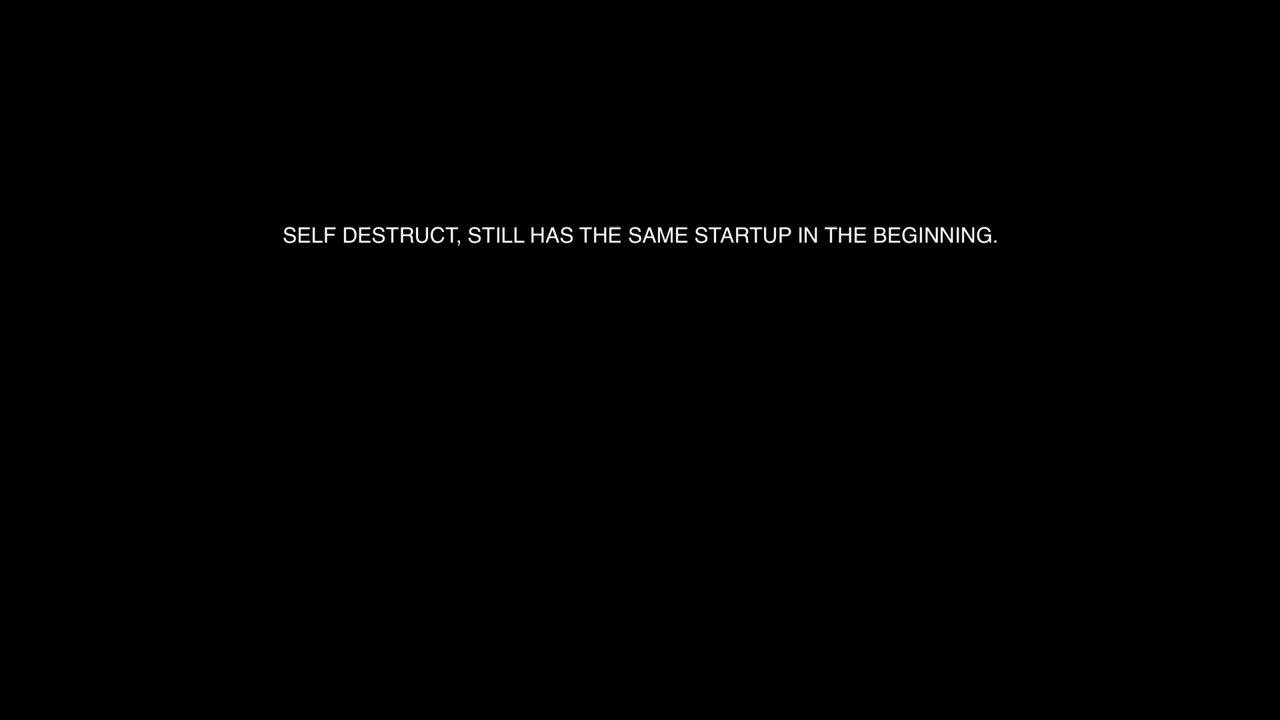 SELF DESTRUCT, STILL HAS THE SAME STARTUP IN THE BEGINNING.